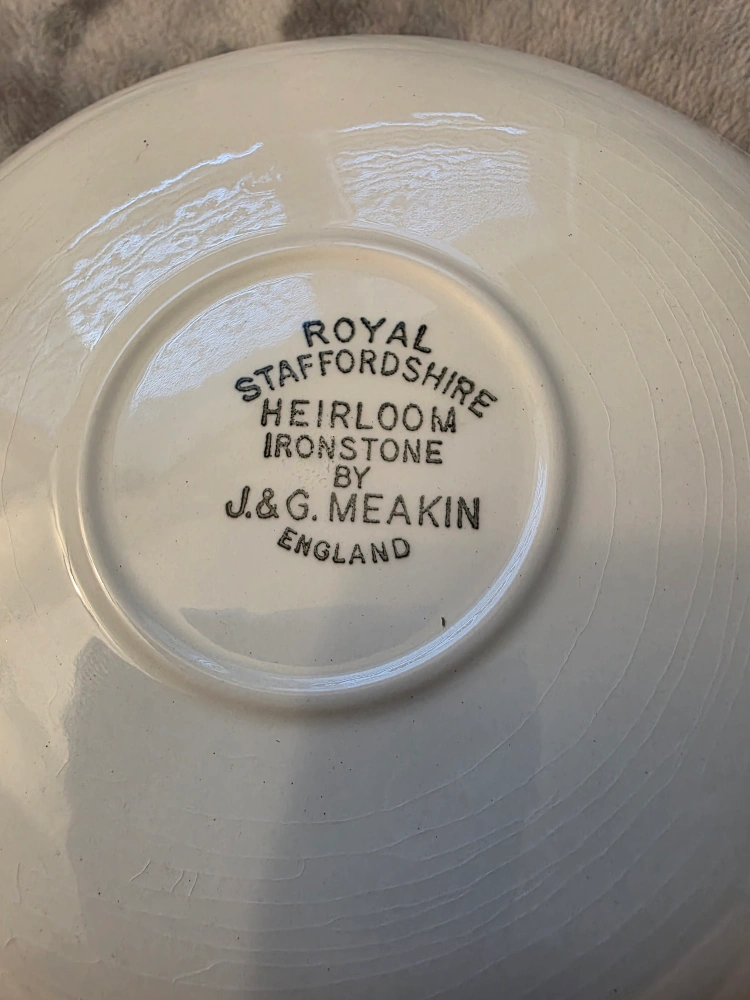 ROYAL
STAFFORDSHIRE
HEIRLOOM
IRONSTONE
BY
J.&G. MEAKIN
ENGLAND